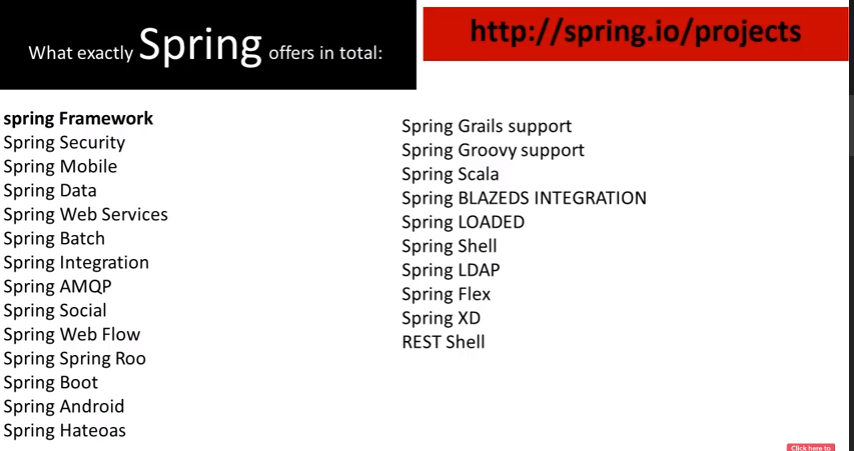 What exactly Spring offers in total:
http://spring.io/projects
spring Framework
Spring Security
Spring Mobile
Spring Data
Spring Web Services
Spring Batch
Spring Integration
Spring AMQP
Spring Social
Spring Web Flow
Spring Spring Roo
Spring Boot
Spring Android
Spring Hateoas
Spring Grails support
Spring Groovy support
Spring Scala
Spring BLAZEDS INTEGRATION
Spring LOADED
Spring Shell
Spring LDAP
Spring Flex
Spring XD
REST Shell
Click here to